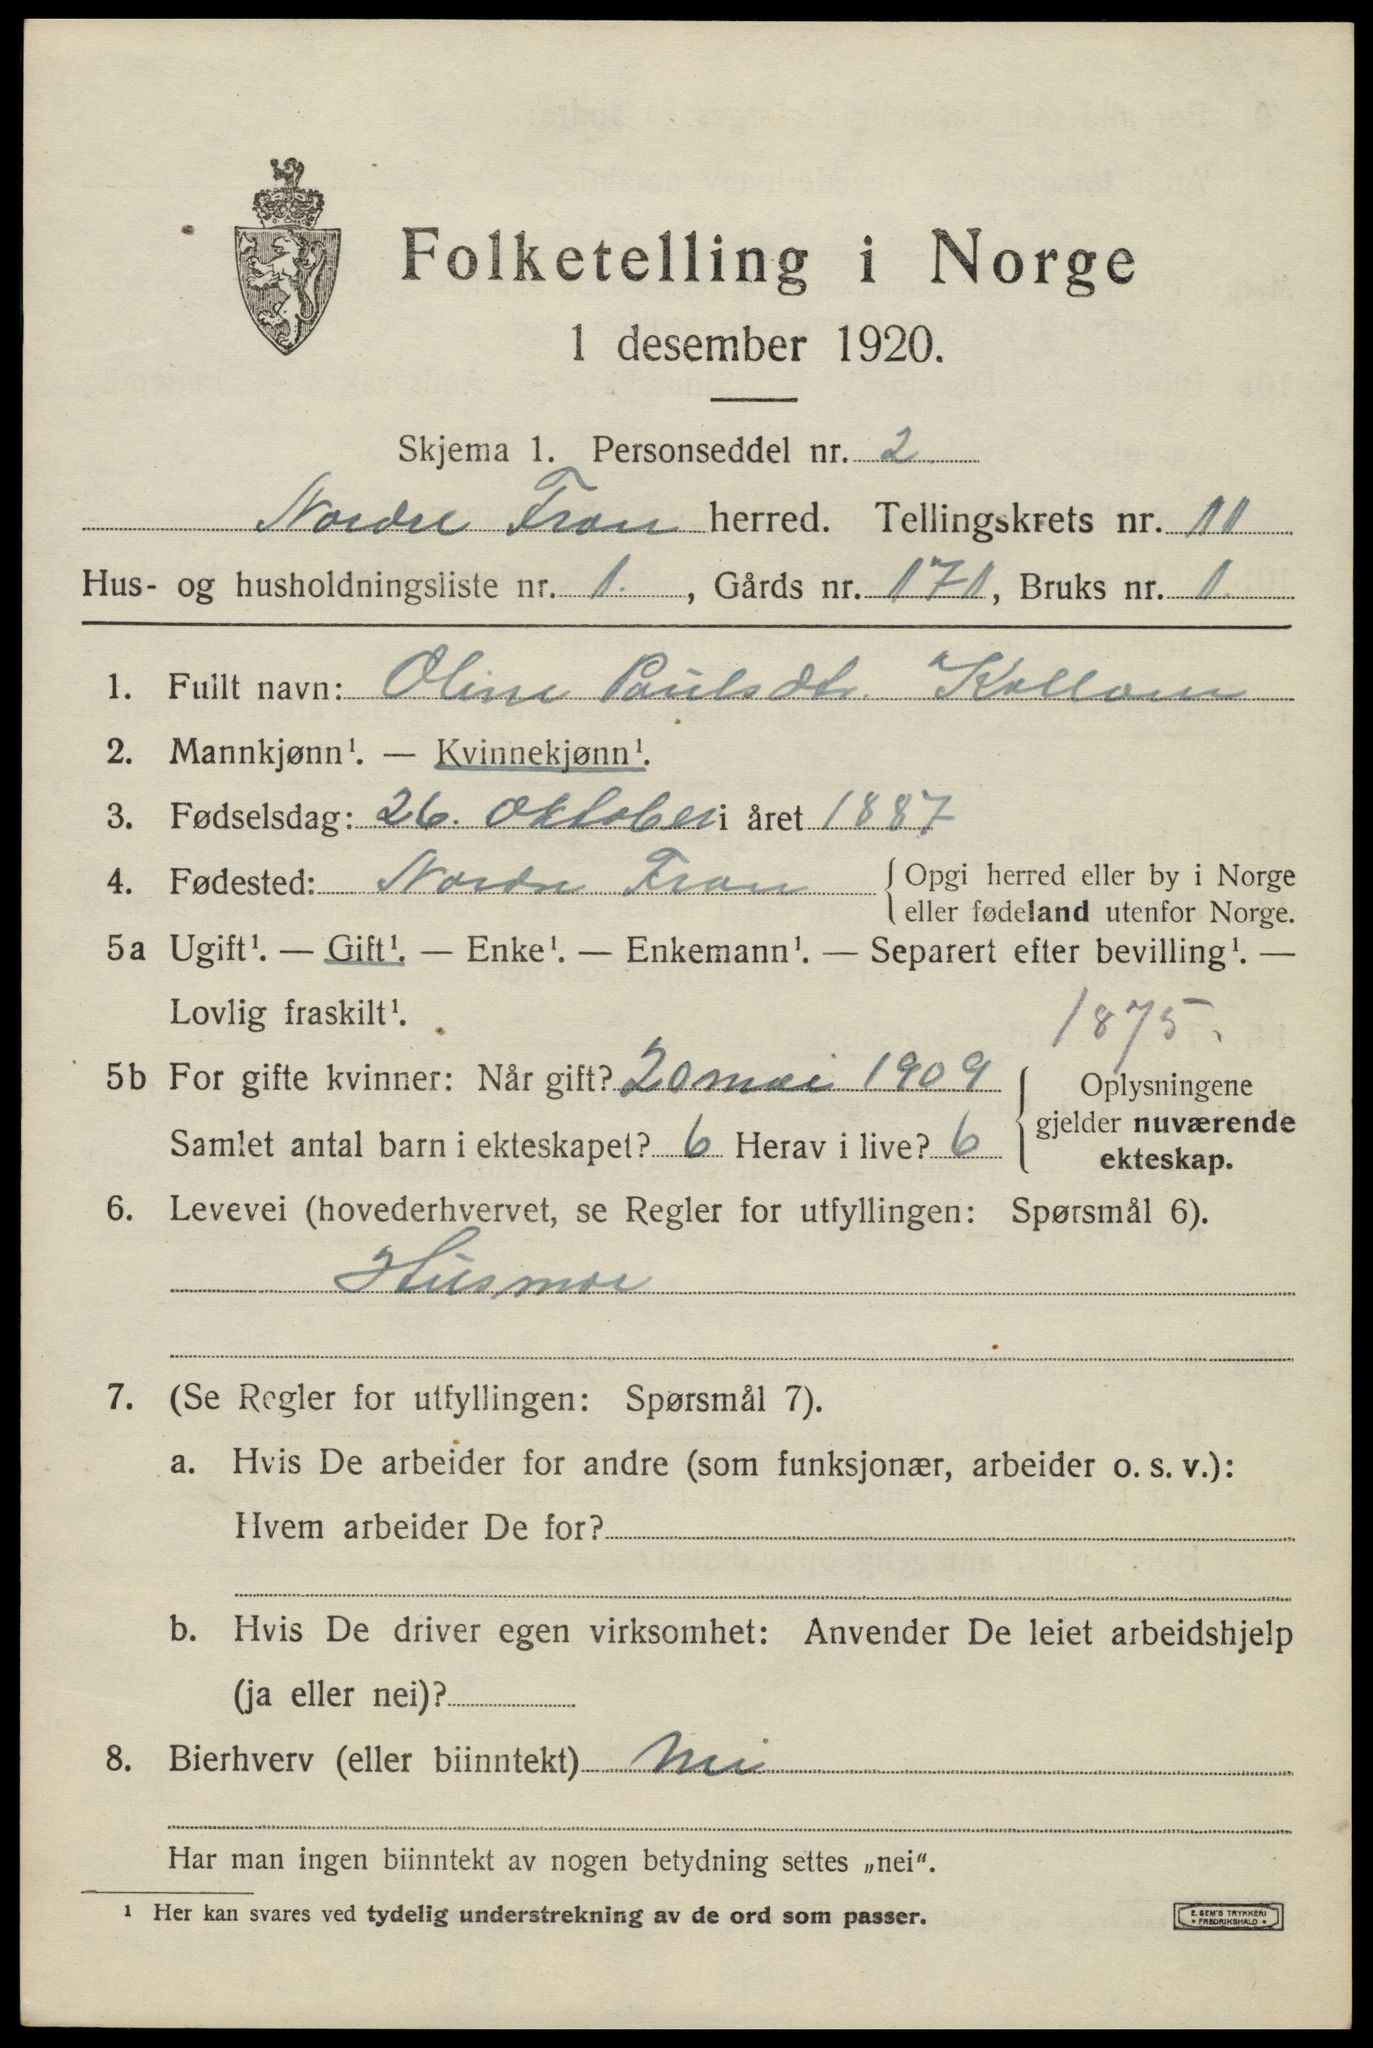 Folketelling i Norge
1 desember 1920.
Skjema 1. Personseddel nr. 2
Nordre Fron herred. Tellingskrets nr. 11
Hus- og husholdningsliste nr. 1. , Gårds nr. 171, Bruks nr. 1.
1. Fullt navn: Oline Paulsdtr. Kollom
2. Mannkjønn¹. — Kvinnekjønn¹.
3. Fødselsdag: 26. Oktober i året 1887
4. Fødested: Nordre Fron { Opgi herred eller by i Norge
eller fødeland utenfor Norge.
5a Ugift¹. — Gift¹. — Enke¹. — Enkemann¹. — Separert efter bevilling¹. —
Lovlig fraskilt¹.
1875.
5b For gifte kvinner: Når gift? 20 mai 1909 { Oplysningene
gjelder nuværende
Samlet antal barn i ekteskapet? 6 Herav i live? 6
ekteskap.
6. Levevei (hovederhvervet, se Regler for utfyllingen: Spørsmål 6).
Husmor
7. (Se Regler for utfyllingen: Spørsmål 7).
a. Hvis De arbeider for andre (som funksjonær, arbeider o. s. v.):
Hvem arbeider De for?
b. Hvis De driver egen virksomhet: Anvender De leiet arbeidshjelp
(ja eller nei)?
8. Bierhverv (eller biinntekt) nei
Har man ingen biinntekt av nogen betydning settes „nei“.
¹ Her kan svares ved tydelig understrekning av de ord som passer.
E. SEM'S TRYKKERI
• FREDRIKSHALD •